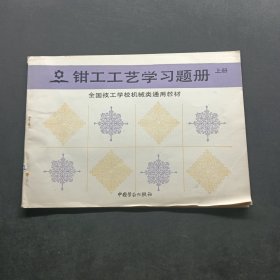 钳工工艺学习题册 上册
全国技工学校机械类通用教材
中国劳动出版社